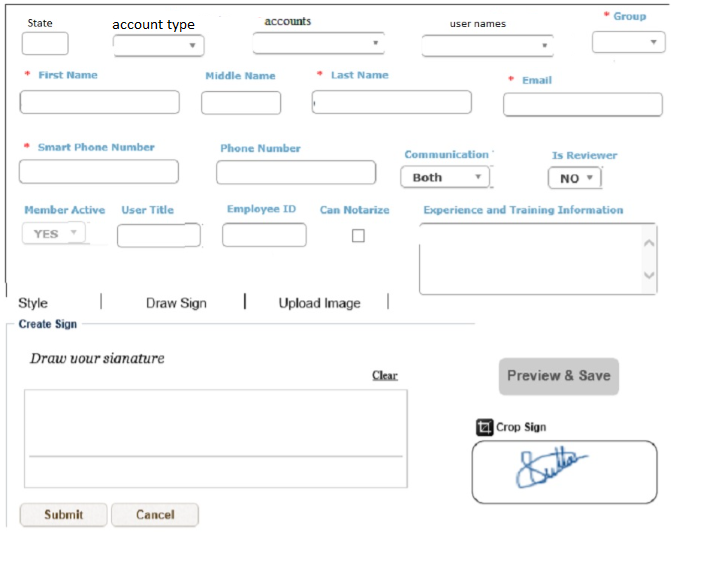 State account type accounts user names * Group
* First Name Middle Name * Last Name * Email
* Smart Phone Number Phone Number Communication Is Reviewer
Both NO
Member Active User Title Employee ID Can Notarize Experience and Training Information
YES
Style | Draw Sign | Upload Image |
Create Sign
Draw your signature
Clear
Preview & Save
Crop Sign
Submit Cancel